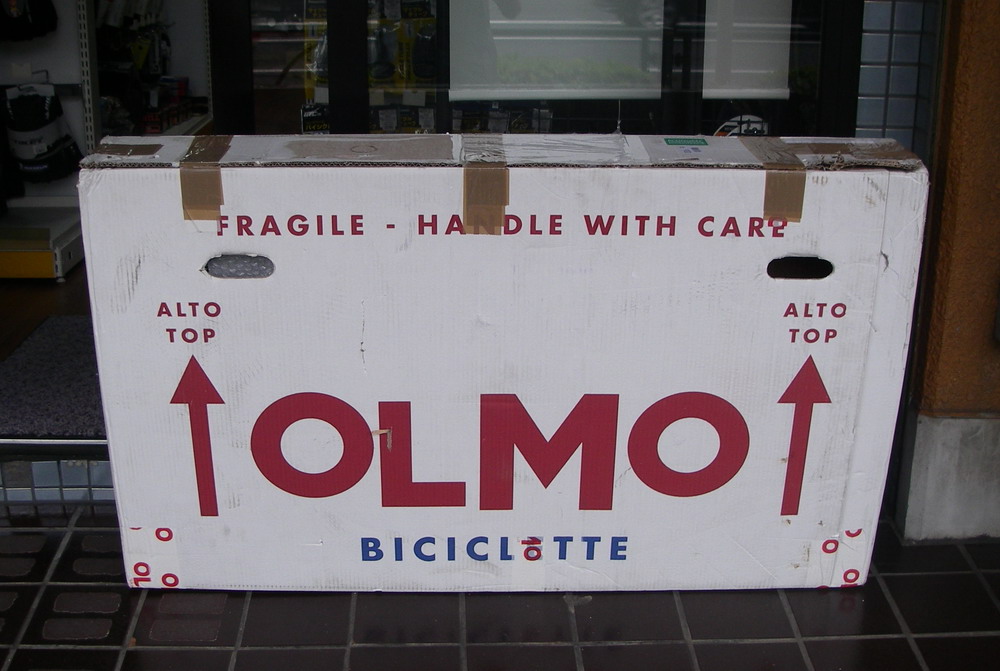 FRAGILE - HANDLE WITH CARE
ALTO
TOP
ALTO
TOP
OLMO
BICICLETTE